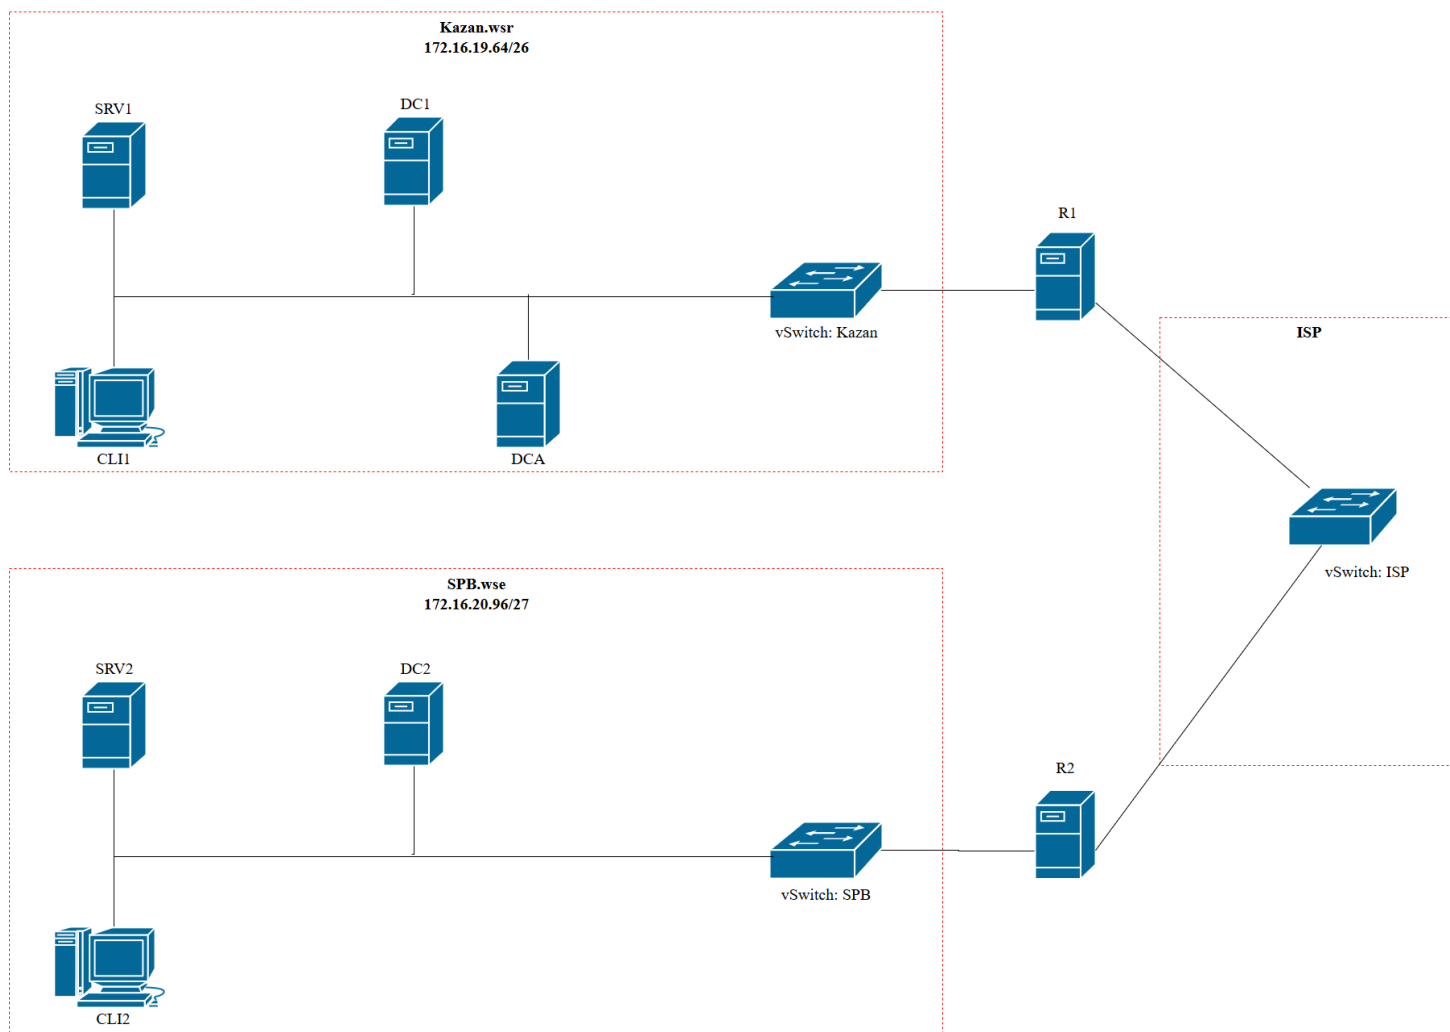 Kazan.wsr
172.16.19.64/26
SRV1
DC1
R1
vSwitch: Kazan
ISP
CLI1
DCA
vSwitch: ISP
SPB.wse
172.16.20.96/27
SRV2
DC2
R2
vSwitch: SPB
CLI2